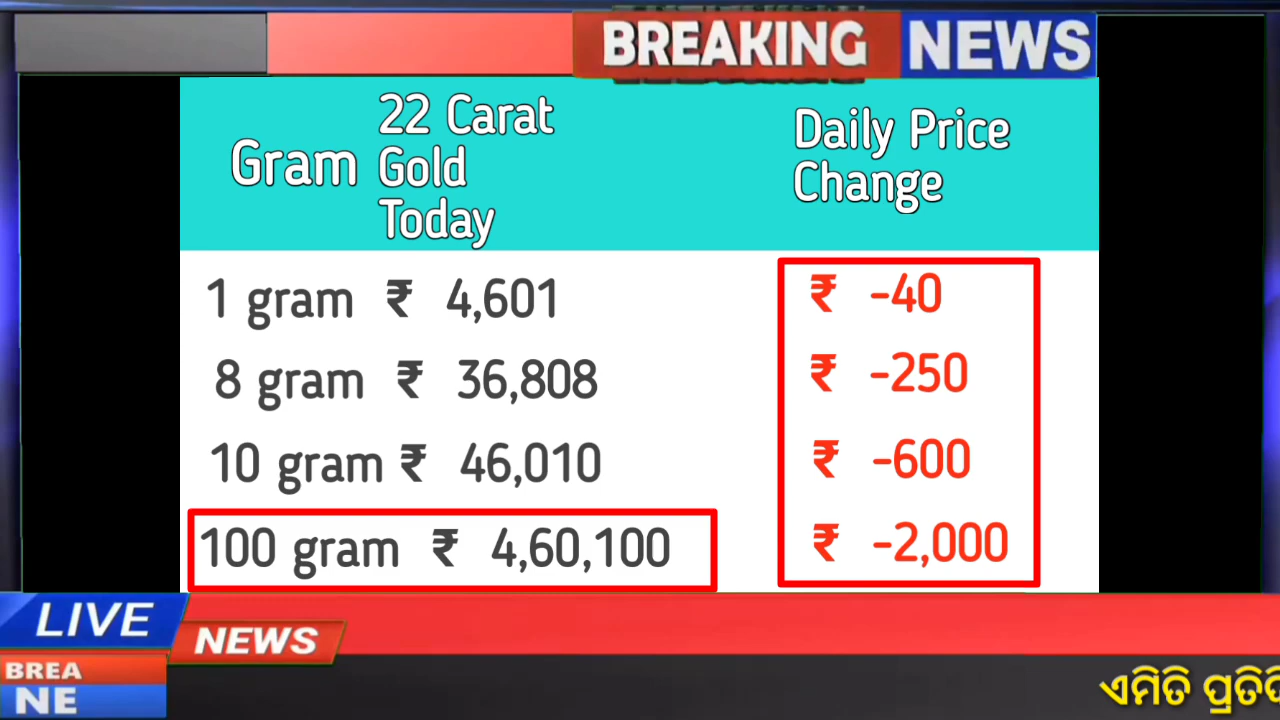 BREAKING NEWS
Gram 22 Carat Gold Today Daily Price Change
1 gram ₹ 4,601 ₹ -40
8 gram ₹ 36,808 ₹ -250
10 gram ₹ 46,010 ₹ -600
100 gram ₹ 4,60,100 ₹ -2,000
LIVE
NEWS
BREA
NE
ଏମିତି